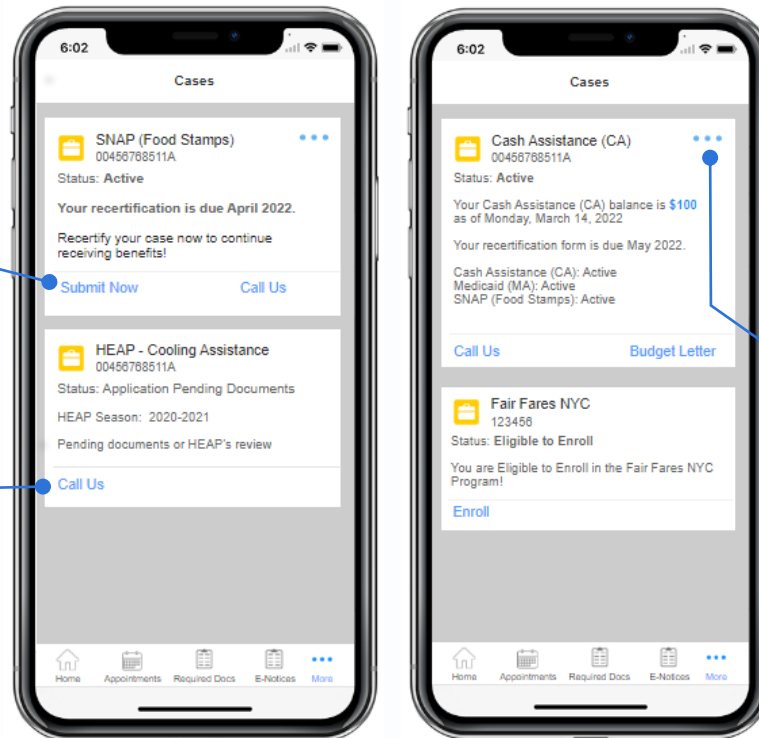 6:02
Cases
SNAP (Food Stamps)
00456768511A
Status: Active
Your recertification is due April 2022.
Recertify your case now to continue
receiving benefits!
Submit Now
Call Us
HEAP - Cooling Assistance
00456768511A
Status: Application Pending Documents
HEAP Season: 2020-2021
Pending documents or HEAP's review
Call Us
Home
Appointments
Required Docs
E-Notices
More
6:02
Cases
Cash Assistance (CA)
00456768511A
Status: Active
Your Cash Assistance (CA) balance is $100
as of Monday, March 14, 2022
Your recertification form is due May 2022.
Cash Assistance (CA): Active
Medicaid (MA): Active
SNAP (Food Stamps): Active
Call Us
Budget Letter
Fair Fares NYC
123456
Status: Eligible to Enroll
You are Eligible to Enroll in the Fair Fares NYC
Program!
Enroll
Home
Appointments
Required Docs
E-Notices
More